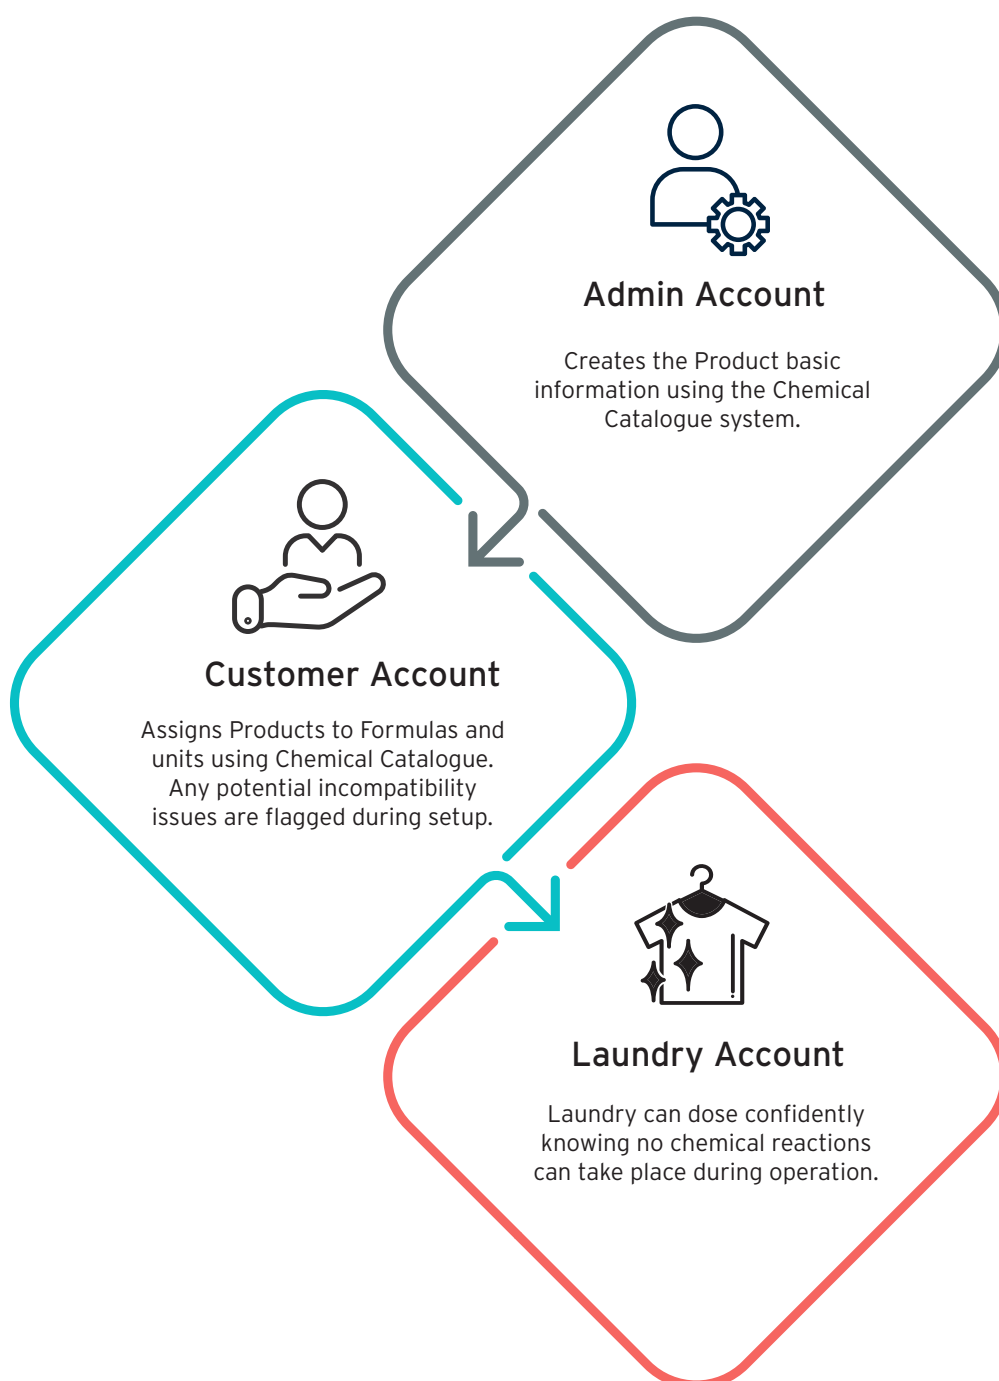 Admin Account
Creates the Product basic
information using the Chemical
Catalogue system.
Customer Account
Assigns Products to Formulas and
units using Chemical Catalogue.
Any potential incompatibility
issues are flagged during setup.
Laundry Account
Laundry can dose confidently
knowing no chemical reactions
can take place during operation.